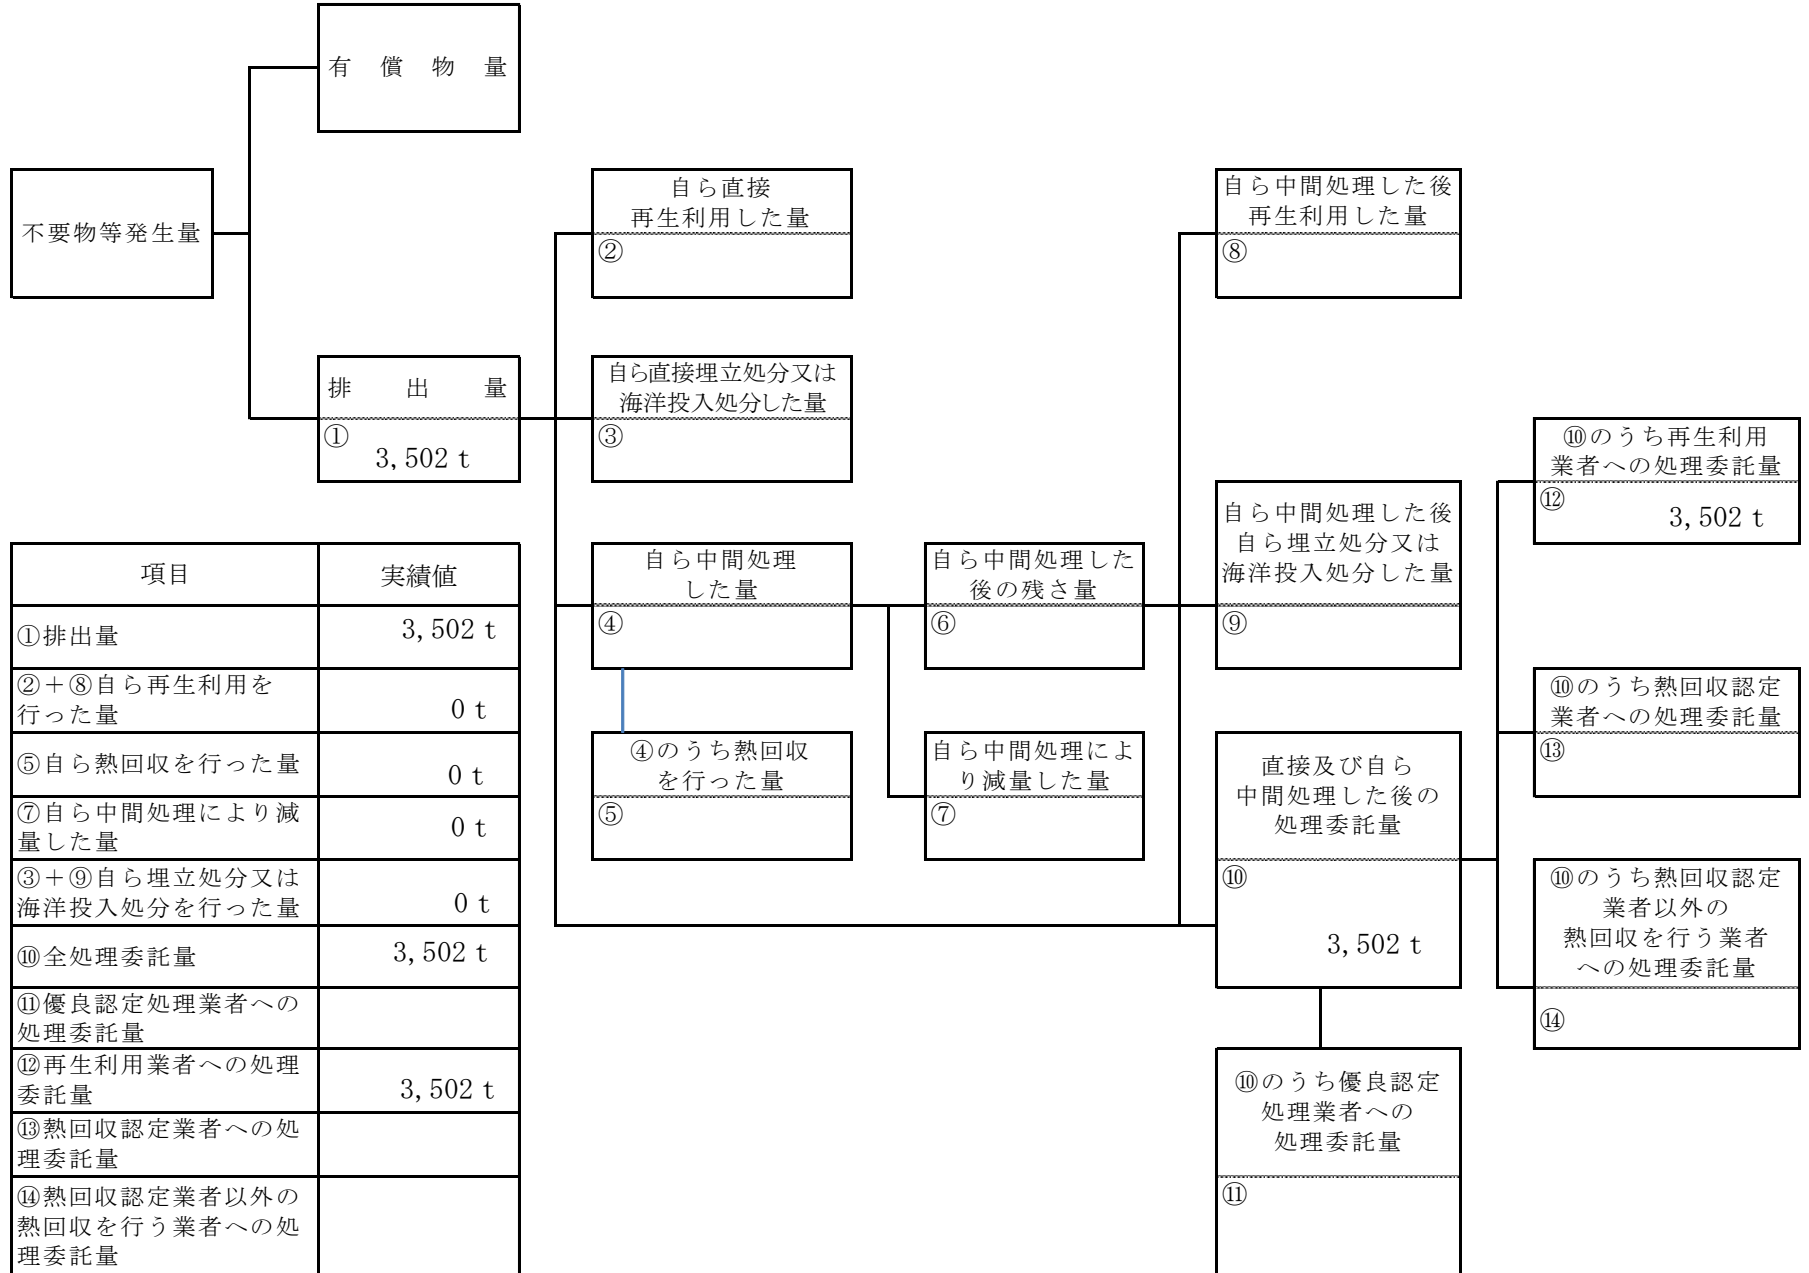 有償物量
不要物等発生量
排出量
①
3,502 t
自ら直接
再生利用した量
②
自ら直接埋立処分又は
海洋投入処分した量
③
自ら中間処理
した量
④
④のうち熱回収
を行った量
⑤
自ら中間処理した
後の残さ量
⑥
自ら中間処理によ
り減量した量
⑦
自ら中間処理した後
再生利用した量
⑧
自ら中間処理した後
自ら埋立処分又は
海洋投入処分した量
⑨
直接及び自ら
中間処理した後の
処理委託量
⑩
3,502 t
⑩のうち優良認定
処理業者への
処理委託量
⑪
⑩のうち再生利用
業者への処理委託量
⑫
3,502 t
⑩のうち熱回収認定
業者への処理委託量
⑬
⑩のうち熱回収認定
業者以外の
熱回収を行う業者
への処理委託量
⑭
項目 実績値
①排出量 3,502 t
②＋⑧自ら再生利用を
行った量 0 t
⑤自ら熱回収を行った量 0 t
⑦自ら中間処理により減
量した量 0 t
③＋⑨自ら埋立処分又は
海洋投入処分を行った量 0 t
⑩全処理委託量 3,502 t
⑪優良認定処理業者への
処理委託量
⑫再生利用業者への処理
委託量 3,502 t
⑬熱回収認定業者への処
理委託量
⑭熱回収認定業者以外の
熱回収を行う業者への処
理委託量